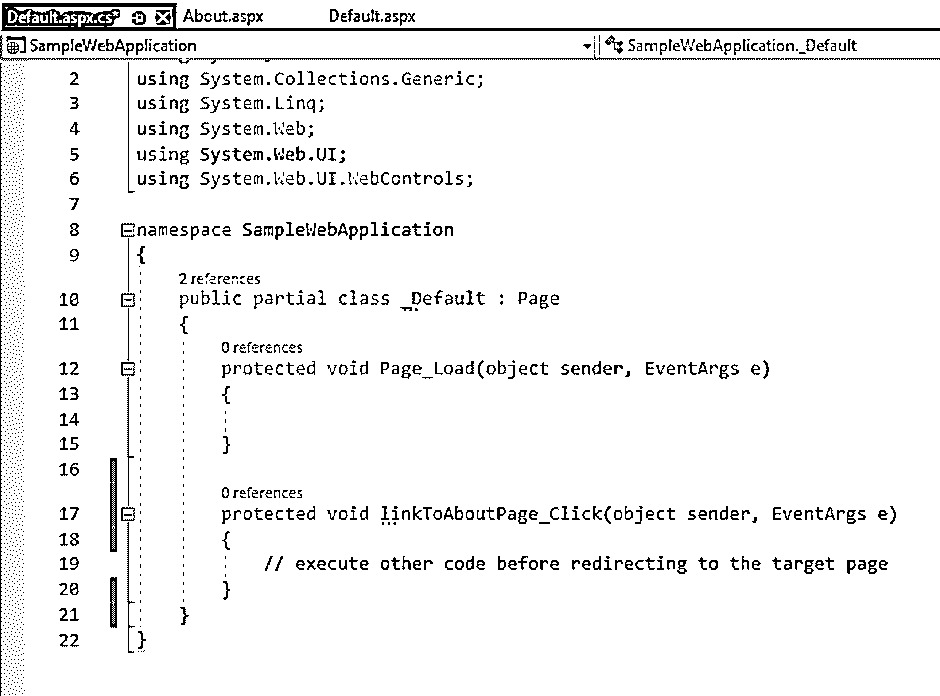 Default.aspx.cs* About.aspx Default.aspx
SampleWebApplication SampleWebApplication._Default
2 using System.Collections.Generic;
3 using System.Linq;
4 using System.Web;
5 using System.Web.UI;
6 using System.Web.UI.WebControls;
7
8 namespace SampleWebApplication
9 {
2 references
10 public partial class _Default : Page
11 {
0 references
12 protected void Page_Load(object sender, EventArgs e)
13 {
14
15 }
16
0 references
17 protected void linkToAboutPage_Click(object sender, EventArgs e)
18 {
19 // execute other code before redirecting to the target page
20 }
21 }
22 }